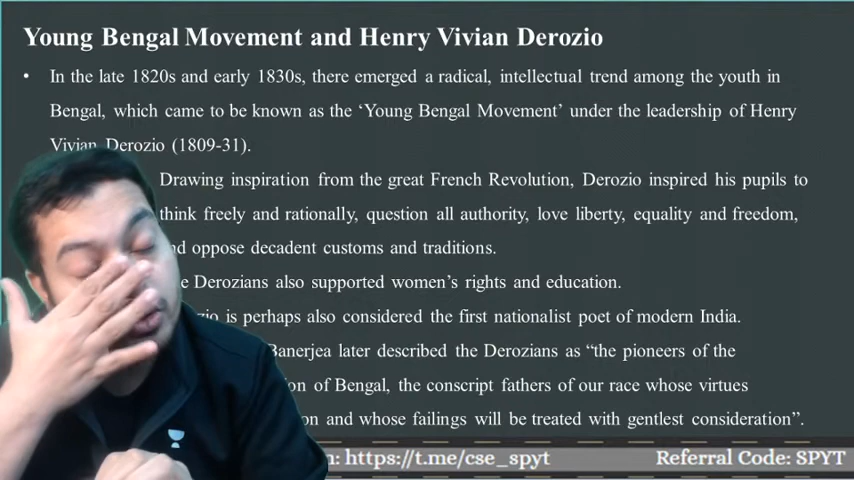 Young Bengal Movement and Henry Vivian Derozio
• In the late 1820s and early 1830s, there emerged a radical, intellectual trend among the youth in
Bengal, which came to be known as the ‘Young Bengal Movement’ under the leadership of Henry
Vivian Derozio (1809-31).
Drawing inspiration from the great French Revolution, Derozio inspired his pupils to
think freely and rationally, question all authority, love liberty, equality and freedom,
and oppose decadent customs and traditions.
Derozians also supported women’s rights and education.
is perhaps also considered the first nationalist poet of modern India.
Banerjea later described the Derozians as “the pioneers of the
of Bengal, the conscript fathers of our race whose virtues
and whose failings will be treated with gentlest consideration”.
https://t.me/cse_spyt Referral Code: SPYT